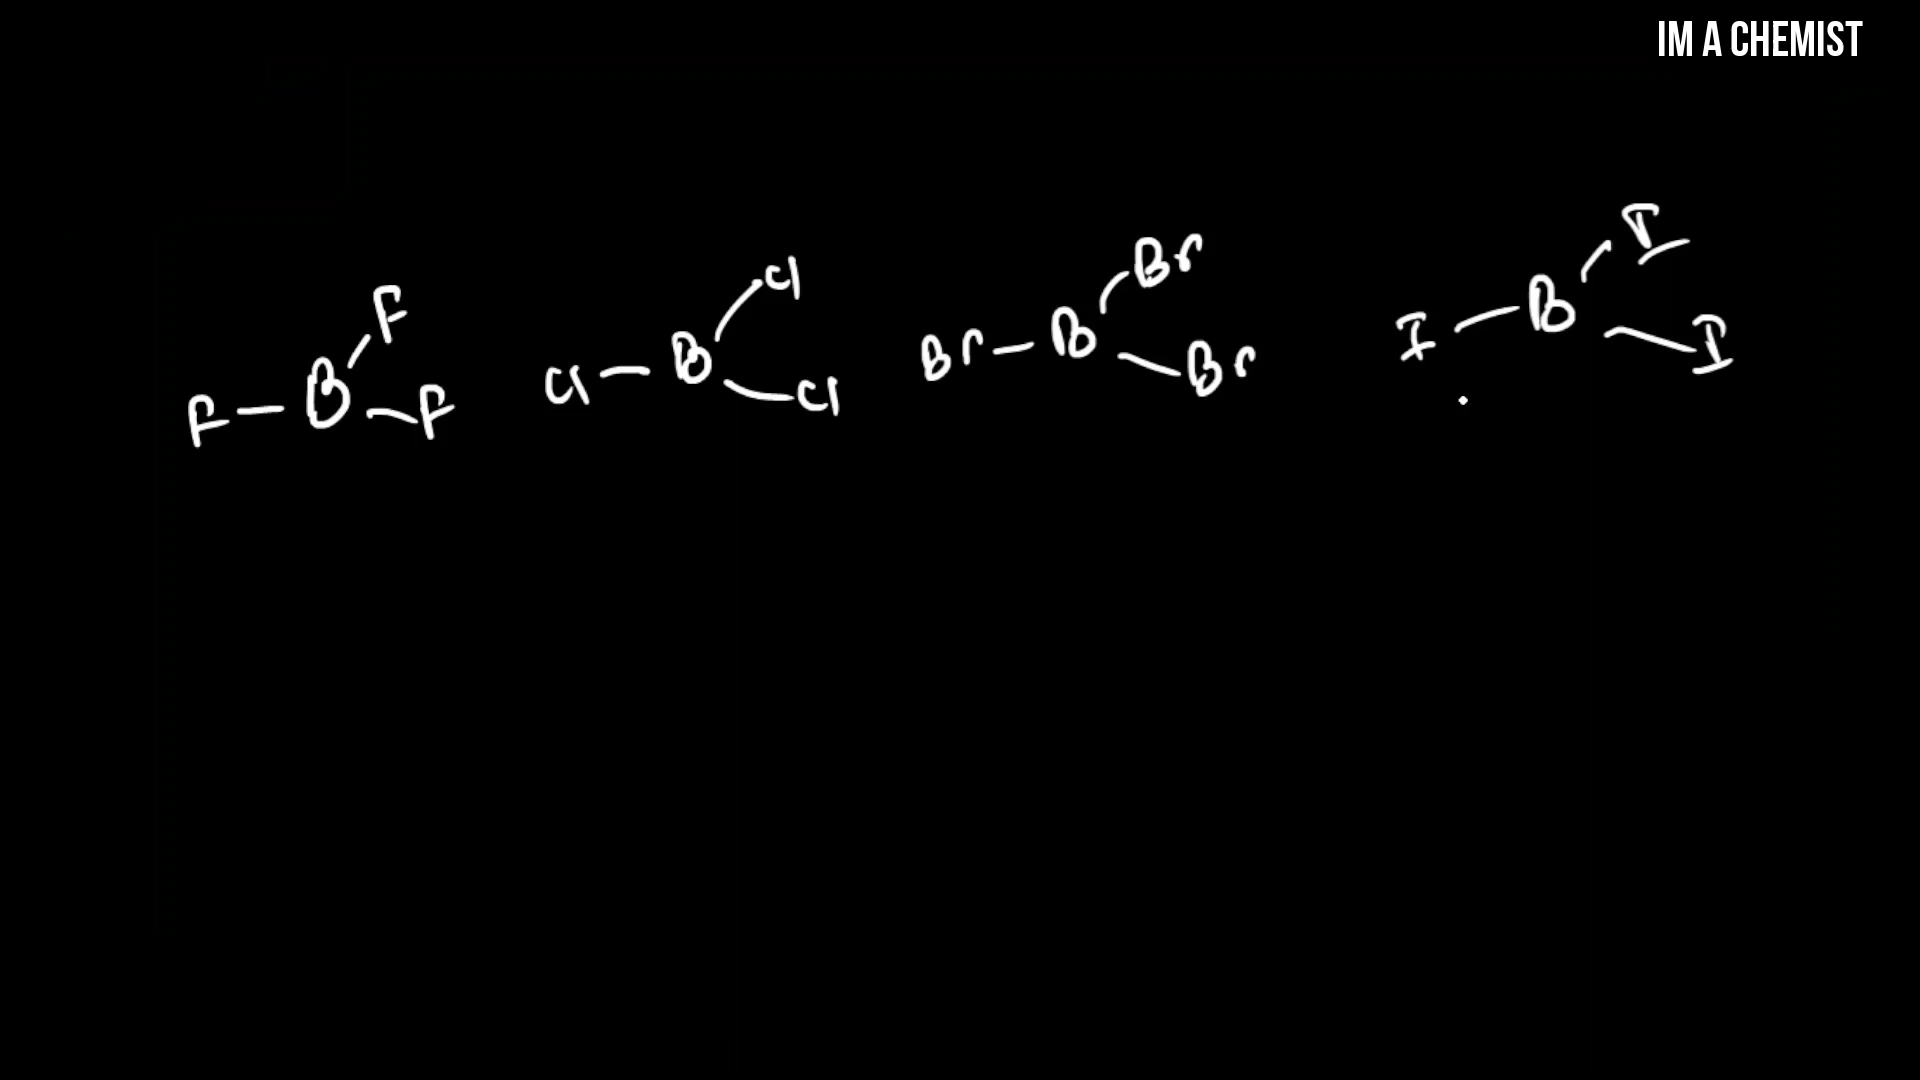 IM A CHEMIST
F-B-F F
Cl-B-Cl Cl
Br-B-Br Br
I-B-I I